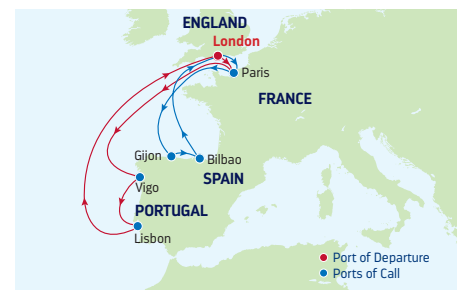 ENGLAND
London
Paris
FRANCE
Gijon
Bilbao
SPAIN
Vigo
PORTUGAL
Lisbon
Port of Departure
Ports of Call